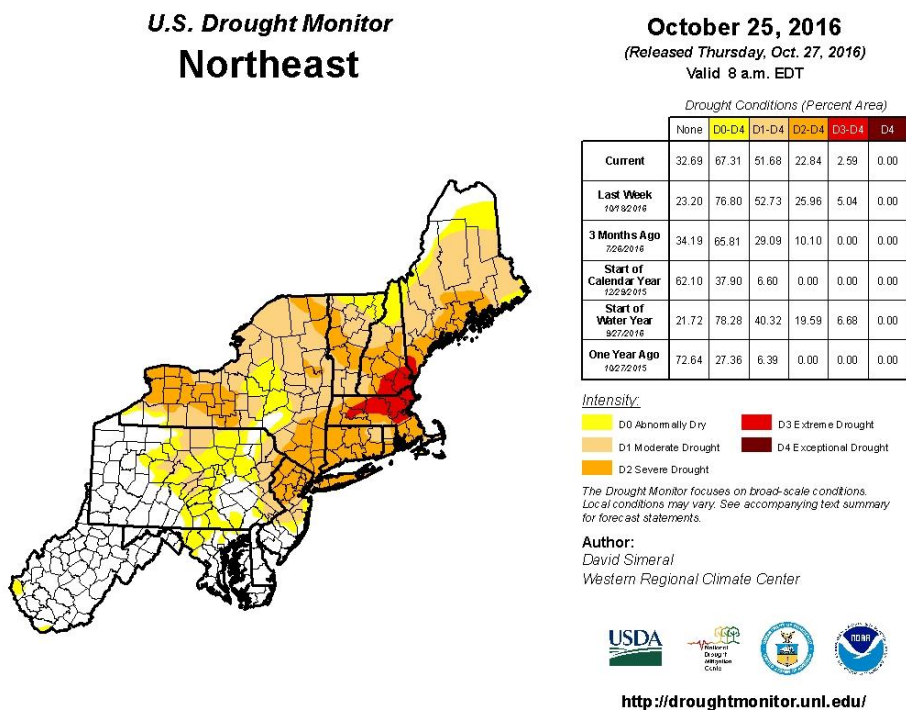 U.S. Drought Monitor
Northeast
October 25, 2016
(Released Thursday, Oct. 27, 2016)
Valid 8 a.m. EDT
Drought Conditions (Percent Area)
None D0-D4 D1-D4 D2-D4 D3-D4 D4
Current 32.69 67.31 51.68 22.84 2.59 0.00
Last Week 23.20 76.80 52.73 25.96 5.04 0.00
10/18/2016
3 Months Ago 34.19 65.81 29.09 10.10 0.00 0.00
7/26/2016
Start of
Calendar Year 62.10 37.90 6.60 0.00 0.00 0.00
12/29/2015
Start of
Water Year 21.72 78.28 40.32 19.59 6.68 0.00
9/27/2016
One Year Ago 72.64 27.36 6.39 0.00 0.00 0.00
10/27/2015
Intensity:
D0 Abnormally Dry
D1 Moderate Drought
D2 Severe Drought
D3 Extreme Drought
D4 Exceptional Drought
The Drought Monitor focuses on broad-scale conditions.
Local conditions may vary. See accompanying text summary
for forecast statements.
Author:
David Simeral
Western Regional Climate Center
USDA
National
Drought
Mitigation
Center
NOAA
http://droughtmonitor.unl.edu/